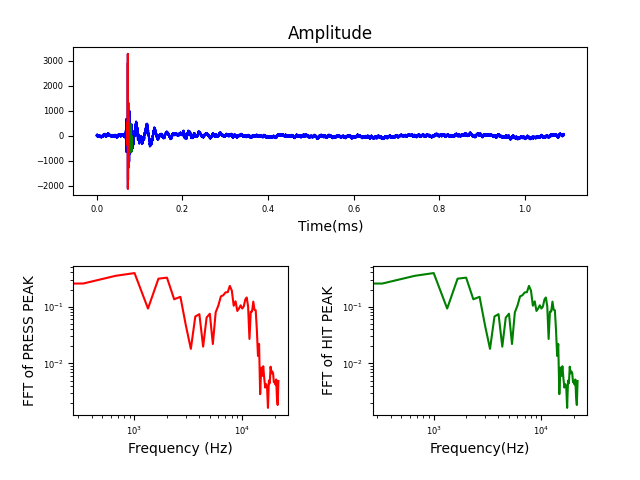 Amplitude
3000
2000
1000
0
−1000
−2000
0.0 0.2 0.4 0.6 0.8 1.0
Time(ms)
FFT of PRESS PEAK
10⁻¹
10⁻²
10³ 10⁴
Frequency (Hz)
FFT of HIT PEAK
10⁻¹
10⁻²
10³ 10⁴
Frequency(Hz)